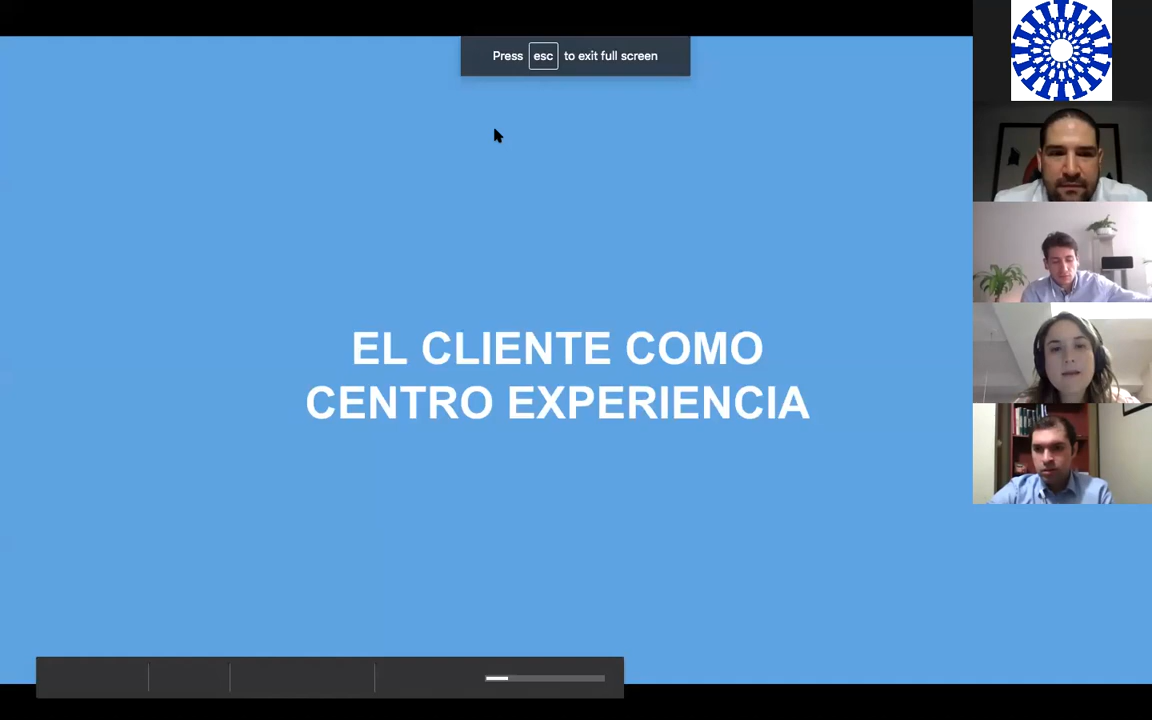 Press esc to exit full screen
EL CLIENTE COMO
CENTRO EXPERIENCIA